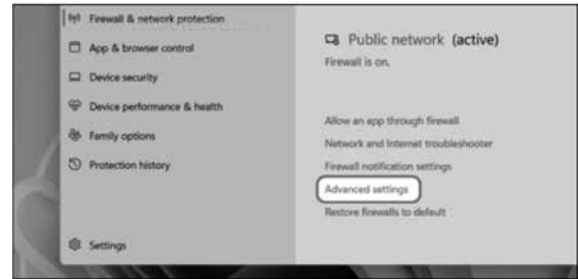 Firewall & network protection
App & browser control
Device security
Device performance & health
Family options
Protection history
Settings
Public network (active)
Firewall is on.
Allow an app through firewall
Network and Internet troubleshooter
Firewall notification settings
Advanced settings
Restore firewalls to default